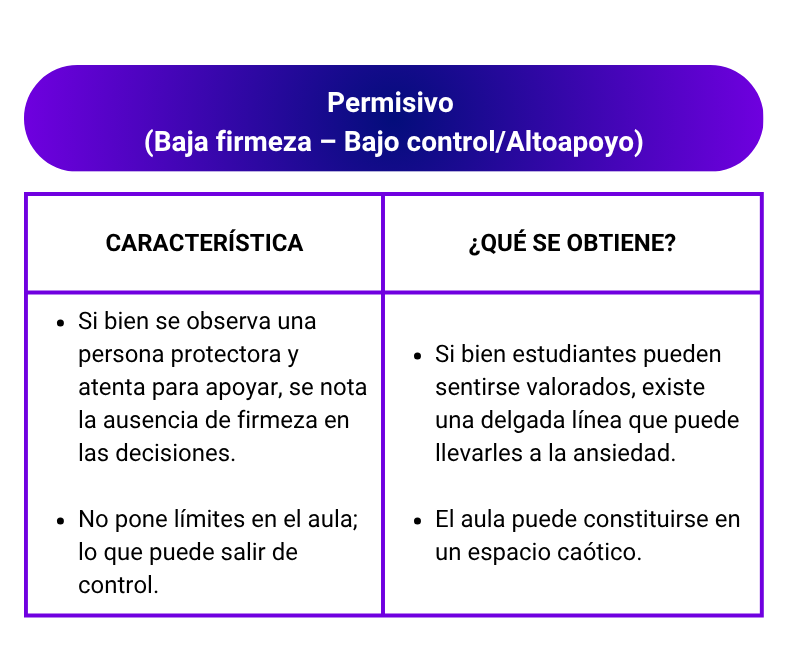 Permisivo
(Baja firmeza – Bajo control/Altoapoyo)
CARACTERÍSTICA
¿QUÉ SE OBTIENE?
• Si bien se observa una
persona protectora y
atenta para apoyar, se nota
la ausencia de firmeza en
las decisiones.
• No pone límites en el aula;
lo que puede salir de
control.
• Si bien estudiantes pueden
sentirse valorados, existe
una delgada línea que puede
llevarles a la ansiedad.
• El aula puede constituirse en
un espacio caótico.